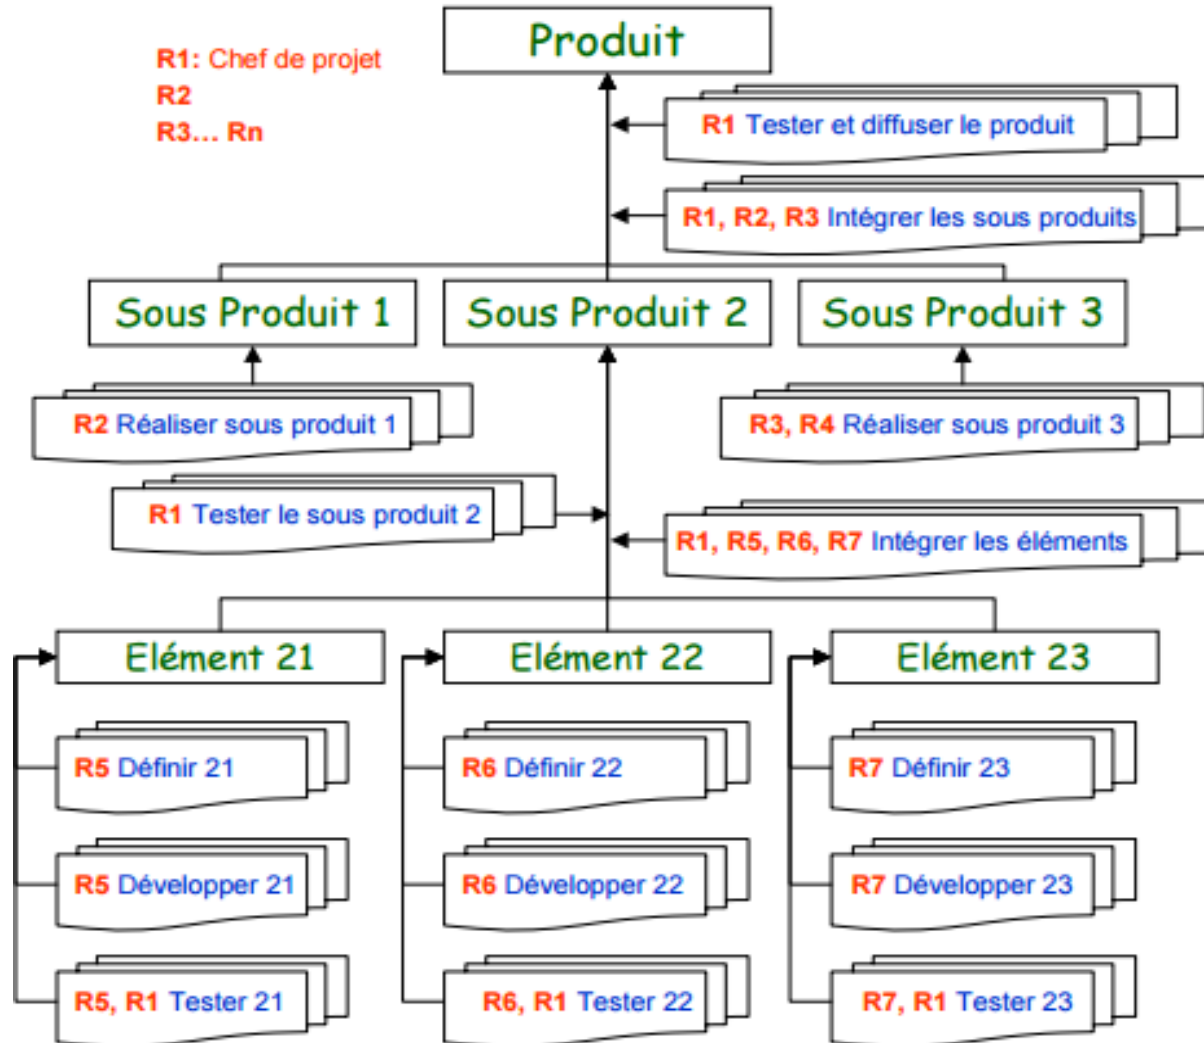 Produit
R1: Chef de projet
R2
R3... Rn
R1 Tester et diffuser le produit
R1, R2, R3 Intégrer les sous produits
Sous Produit 1
Sous Produit 2
Sous Produit 3
R2 Réaliser sous produit 1
R3, R4 Réaliser sous produit 3
R1 Tester le sous produit 2
R1, R5, R6, R7 Intégrer les éléments
Elément 21
Elément 22
Elément 23
R5 Définir 21
R6 Définir 22
R7 Définir 23
R5 Développer 21
R6 Développer 22
R7 Développer 23
R5, R1 Tester 21
R6, R1 Tester 22
R7, R1 Tester 23